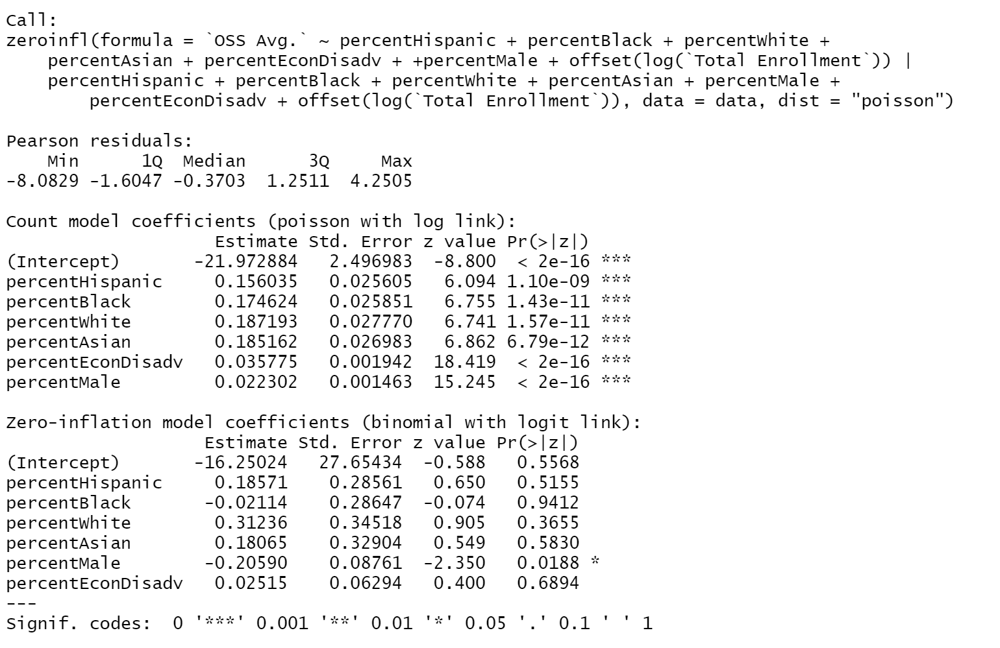 Call:
zeroinfl(formula = `OSS Avg.` ~ percentHispanic + percentBlack + percentWhite +
    percentAsian + percentEconDisadv + +percentMale + offset(log(`Total Enrollment`)) |
    percentHispanic + percentBlack + percentWhite + percentAsian + percentMale +
        percentEconDisadv + offset(log(`Total Enrollment`)), data = data, dist = "poisson")

Pearson residuals:
    Min      1Q  Median      3Q     Max
-8.0829 -1.6047 -0.3703  1.2511  4.2505

Count model coefficients (poisson with log link):
                    Estimate Std. Error z value Pr(>|z|)
(Intercept)       -21.972884   2.496983  -8.800  < 2e-16 ***
percentHispanic     0.156035   0.025605   6.094 1.10e-09 ***
percentBlack        0.174624   0.025851   6.755 1.43e-11 ***
percentWhite        0.187193   0.027770   6.741 1.57e-11 ***
percentAsian        0.185162   0.026983   6.862 6.79e-12 ***
percentEconDisadv   0.035775   0.001942  18.419  < 2e-16 ***
percentMale         0.022302   0.001463  15.245  < 2e-16 ***

Zero-inflation model coefficients (binomial with logit link):
                   Estimate Std. Error z value Pr(>|z|)
(Intercept)       -16.25024   27.65434  -0.588   0.5568
percentHispanic     0.18571    0.28561   0.650   0.5155
percentBlack       -0.02114    0.28647  -0.074   0.9412
percentWhite        0.31236    0.34518   0.905   0.3655
percentAsian        0.18065    0.32904   0.549   0.5830
percentMale        -0.20590    0.08761  -2.350   0.0188 *
percentEconDisadv   0.02515    0.06294   0.400   0.6894
---
Signif. codes:  0 '***' 0.001 '**' 0.01 '*' 0.05 '.' 0.1 ' ' 1